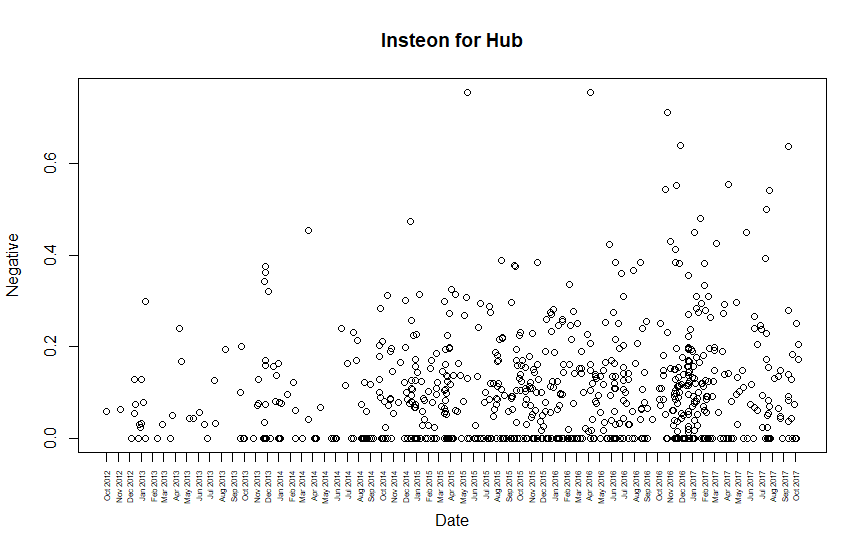 Insteon for Hub
Negative
0.6
0.4
0.2
0.0
Oct 2012
Nov 2012
Dec 2012
Jan 2013
Feb 2013
Mar 2013
Apr 2013
May 2013
Jun 2013
Jul 2013
Aug 2013
Sep 2013
Oct 2013
Nov 2013
Dec 2013
Jan 2014
Feb 2014
Mar 2014
Apr 2014
May 2014
Jun 2014
Jul 2014
Aug 2014
Sep 2014
Oct 2014
Nov 2014
Dec 2014
Jan 2015
Feb 2015
Mar 2015
Apr 2015
May 2015
Jun 2015
Jul 2015
Aug 2015
Sep 2015
Oct 2015
Nov 2015
Dec 2015
Jan 2016
Feb 2016
Mar 2016
Apr 2016
May 2016
Jun 2016
Jul 2016
Aug 2016
Sep 2016
Oct 2016
Nov 2016
Dec 2016
Jan 2017
Feb 2017
Mar 2017
Apr 2017
May 2017
Jun 2017
Jul 2017
Aug 2017
Sep 2017
Oct 2017
Date